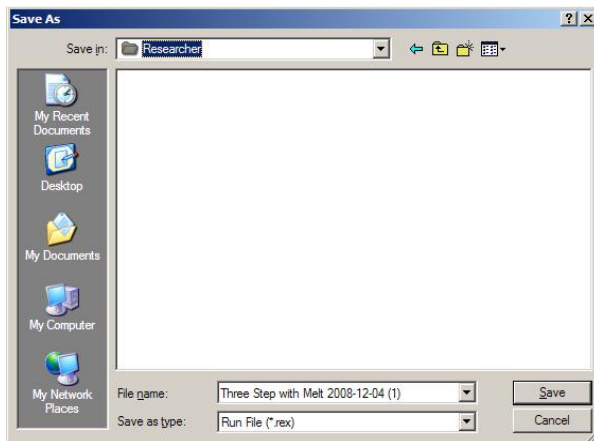 Save As
Save in:
Researcher
My Recent
Documents
Desktop
My Documents
My Computer
My Network
Places
File name:
Three Step with Melt 2008-12-04 (1)
Save
Save as type:
Run File (*.rex)
Cancel